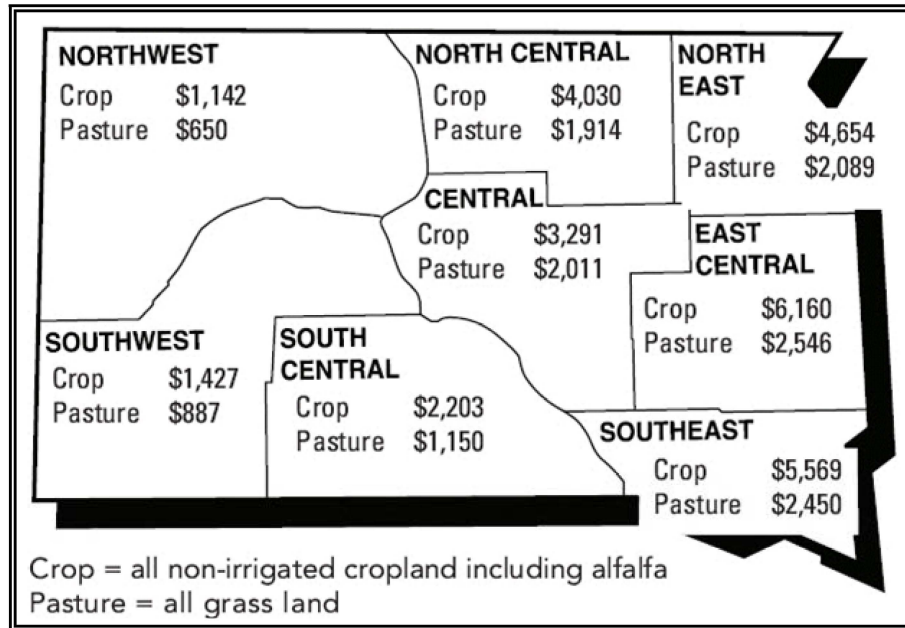 NORTHWEST
Crop $1,142
Pasture $650
NORTH CENTRAL
Crop $4,030
Pasture $1,914
NORTH
EAST
Crop $4,654
Pasture $2,089
CENTRAL
Crop $3,291
Pasture $2,011
EAST
CENTRAL
Crop $6,160
Pasture $2,546
SOUTHWEST
Crop $1,427
Pasture $887
SOUTH
CENTRAL
Crop $2,203
Pasture $1,150
SOUTHEAST
Crop $5,569
Pasture $2,450
Crop = all non-irrigated cropland including alfalfa
Pasture = all grass land